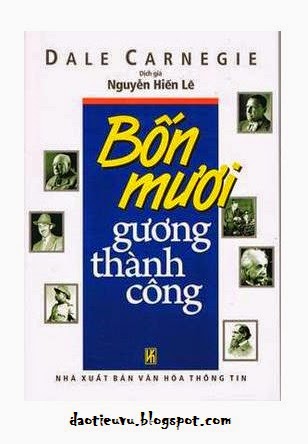 DALE CARNEGIE
Dịch giả
Nguyễn Hiến Lê
Bốn
mươi
gương
thành
công
NHÀ XUẤT BẢN VĂN HÓA THÔNG TIN
daotieuvu.blogspot.com